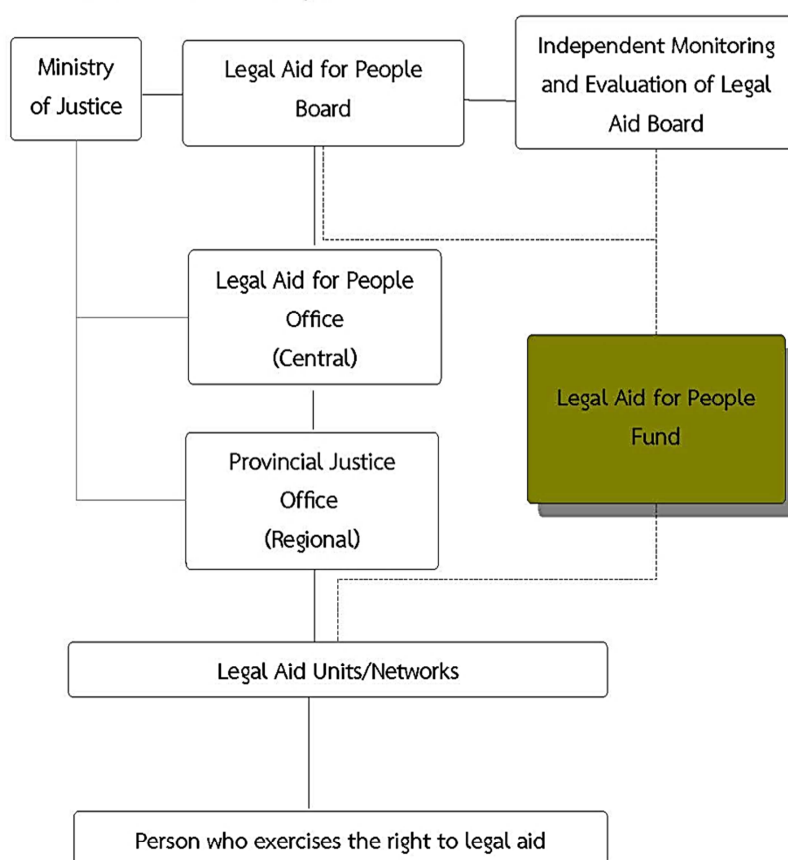 Ministry
of Justice
Legal Aid for People
Board
Independent Monitoring
and Evaluation of Legal
Aid Board
Legal Aid for People
Office
(Central)
Legal Aid for People
Fund
Provincial Justice
Office
(Regional)
Legal Aid Units/Networks
Person who exercises the right to legal aid